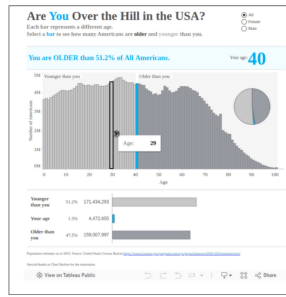 Are You Over the Hill in the USA?
Each bar represents a different age.
Select a bar to see how many Americans are older and younger than you.
All
Female
Male
You are OLDER than 51.2% of All Americans.
Your age: 40
Younger than you
Older than you
5M
4M
3M
2M
1M
0M
Number of Americans
Age: 29
0 10 20 30 40 50 60 70 80 90 100
Age
Younger than you 51.2% 171,434,293
Your age 1.3% 4,473,605
Older than you 47.5% 159,007,997
View on Tableau Public
Share